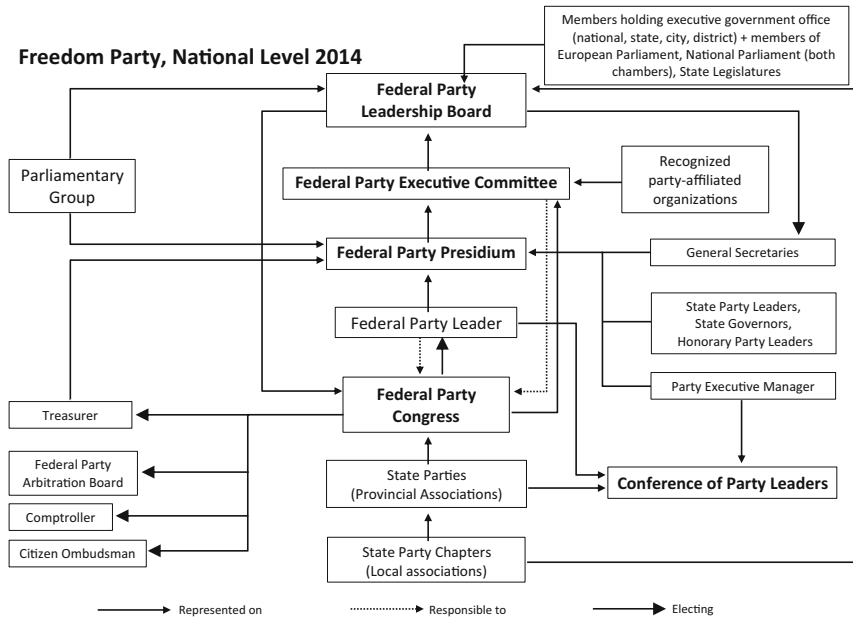 Freedom Party, National Level 2014
Members holding executive government office
(national, state, city, district) + members of
European Parliament, National Parliament (both
chambers), State Legislatures
Federal Party
Leadership Board
Parliamentary
Group
Federal Party Executive Committee
Recognized
party-affiliated
organizations
Federal Party Presidium
General Secretaries
Federal Party Leader
State Party Leaders,
State Governors,
Honorary Party Leaders
Federal Party
Congress
Party Executive Manager
Treasurer
Federal Party
Arbitration Board
State Parties
(Provincial Associations)
Conference of Party Leaders
Comptroller
Citizen Ombudsman
State Party Chapters
(Local associations)
Represented on
Responsible to
Electing